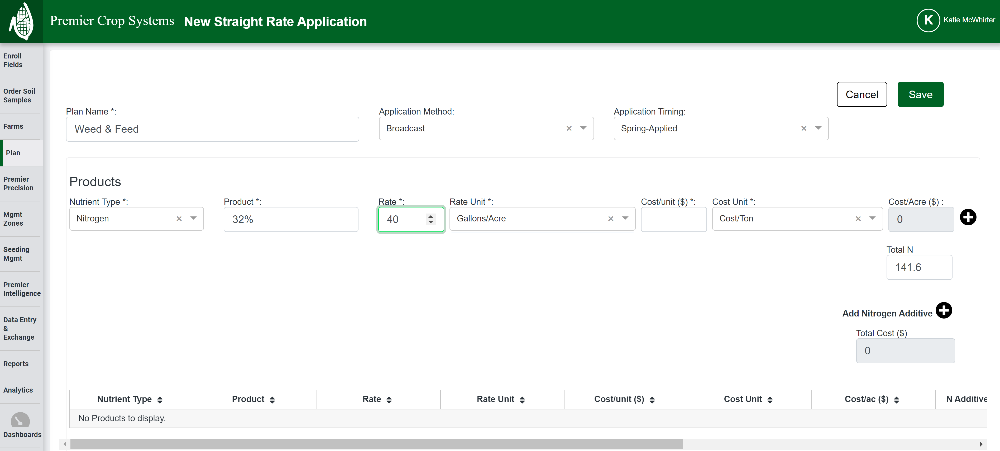 Premier Crop Systems New Straight Rate Application
K Katie McWhirter
Enroll
Fields
Order Soil
Samples
Farms
Plan
Premier
Precision
Mgmt
Zones
Seeding
Mgmt
Premier
Intelligence
Data Entry
&
Exchange
Reports
Analytics
Dashboards
Cancel Save
Plan Name *: Application Method: Application Timing:
Weed & Feed Broadcast × Spring-Applied ×
Products
Nutrient Type *: Product *: Rate *: Rate Unit *: Cost/unit ($) *: Cost Unit *: Cost/Acre ($) :
Nitrogen × 32% 40 Gallons/Acre × Cost/Ton × 0
Total N
141.6
Add Nitrogen Additive
Total Cost ($)
0
Nutrient Type Product Rate Rate Unit Cost/unit ($) Cost Unit Cost/ac ($) N Additive
No Products to display.